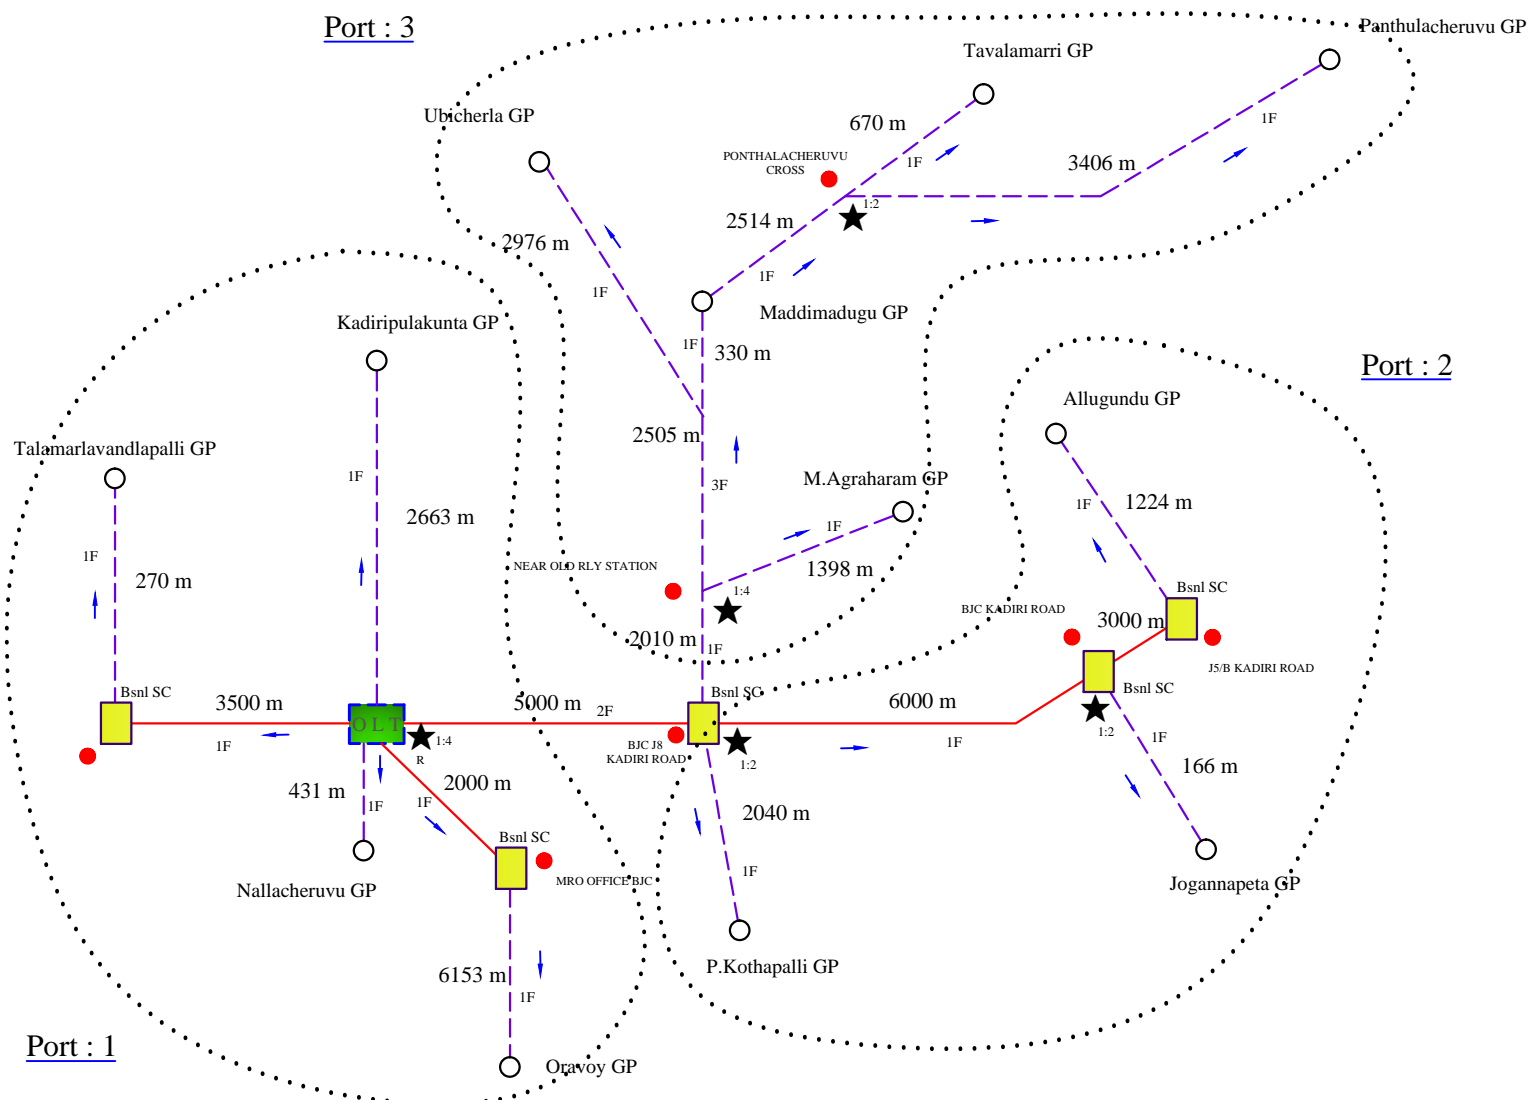 Port : 3
Panthulacheruvu GP
Tavalamarri GP
Ubicherla GP
670 m
1F
PONTHALACHERUVU
CROSS
1F
3406 m
1:2
2514 m
2976 m
1F
1F
Maddimadugu GP
Kadiripulakunta GP
1F
330 m
Port : 2
Allugundu GP
2505 m
Talamarlavandlapalli GP
1F
3F
M.Agraharam GP
1224 m
1F
2663 m
1F
1F
270 m
NEAR OLD RLY STATION
1398 m
1:4
Bsnl SC
BJC KADIRI ROAD
3000 m
2010 m
1F
J5/B KADIRI ROAD
Bsnl SC
3500 m
5000 m
2F
Bsnl SC
6000 m
Bsnl SC
OLT
1:4
R
1F
BJC J8
KADIRI ROAD
1:2
1F
1:2
1F
166 m
431 m
1F
2000 m
1F
2040 m
Bsnl SC
MRO OFFICE BJC
1F
Nallacheruvu GP
Jogannapeta GP
P.Kothapalli GP
6153 m
1F
Port : 1
Oravoy GP